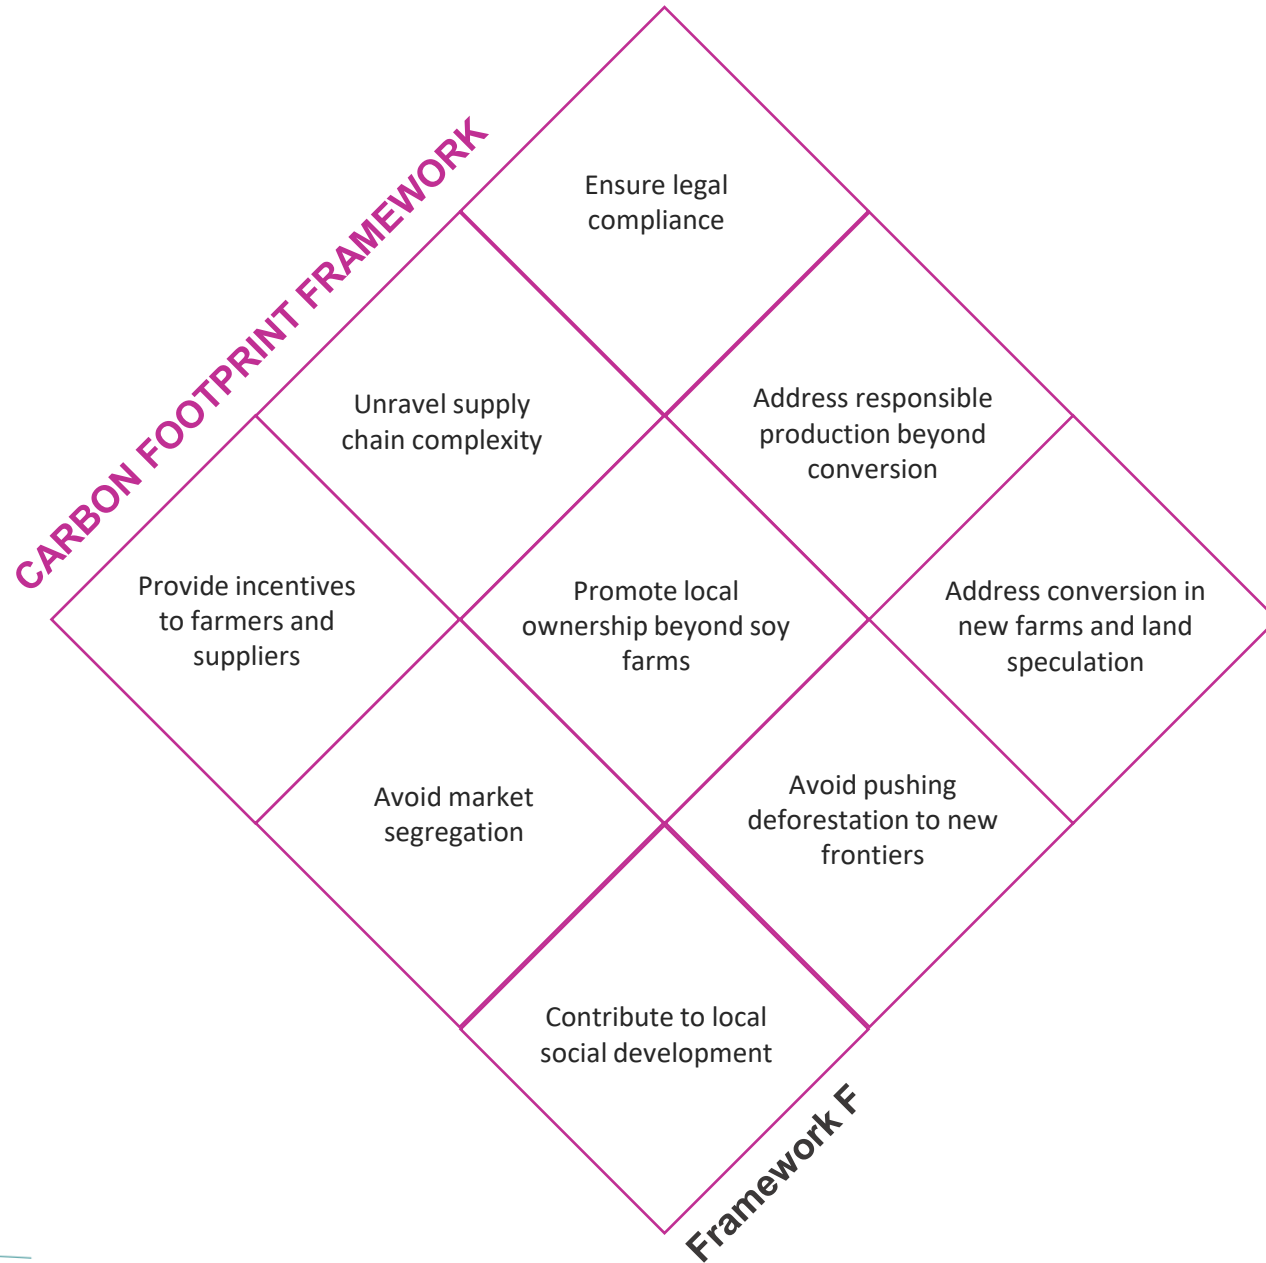 CARBON FOOTPRINT FRAMEWORK
Ensure legal
compliance
Unravel supply
chain complexity
Address responsible
production beyond
conversion
Provide incentives
to farmers and
suppliers
Promote local
ownership beyond soy
farms
Address conversion in
new farms and land
speculation
Avoid market
segregation
Avoid pushing
deforestation to new
frontiers
Contribute to local
social development
Framework F